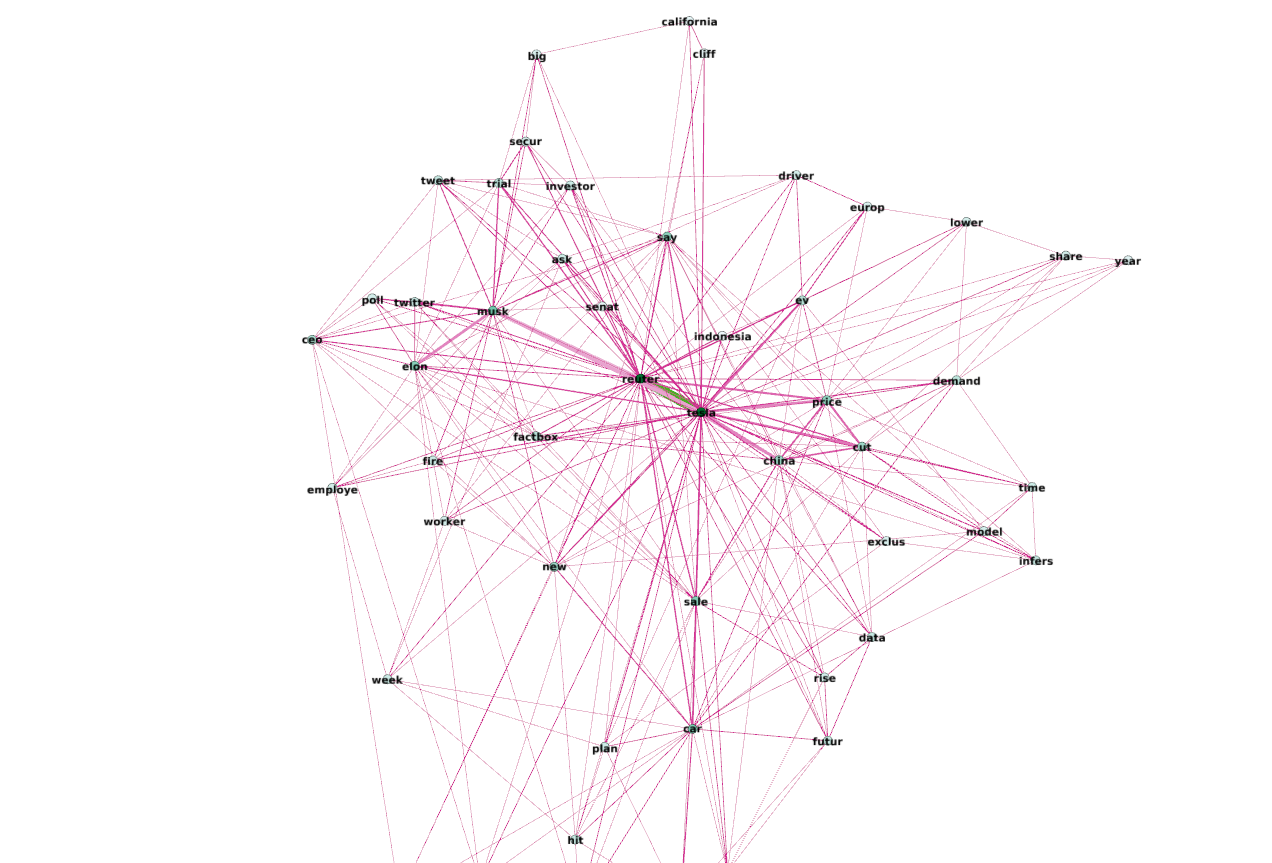 california
big
cliff
secur
tweet
trial
investor
driver
europ
lower
say
ask
share
year
poll
twitter
musk
senat
ev
indonesia
ceo
elon
reuter
demand
tesla
price
factbox
cut
fire
china
employe
time
worker
model
exclus
infers
new
sale
data
week
rise
car
plan
futur
hit